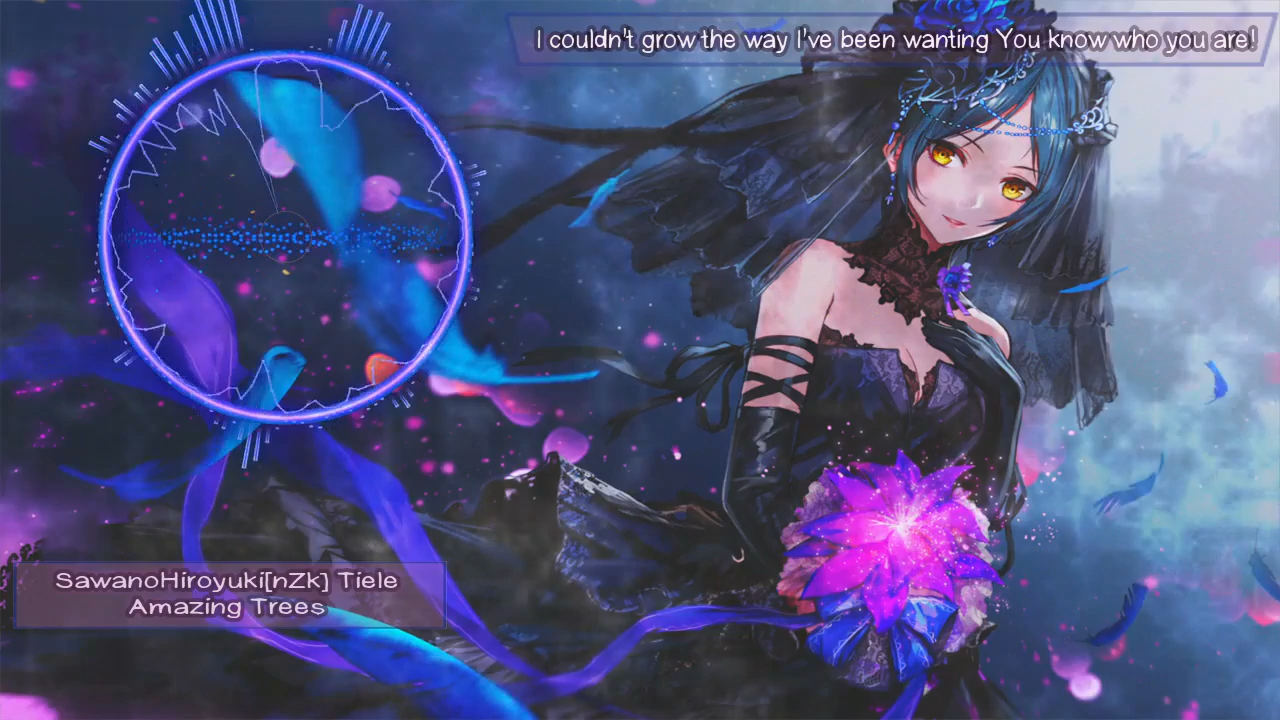 I couldn't grow the way I've been wanting You know who you are!
SawanoHiroyuki[nZk] Tiele
Amazing Trees